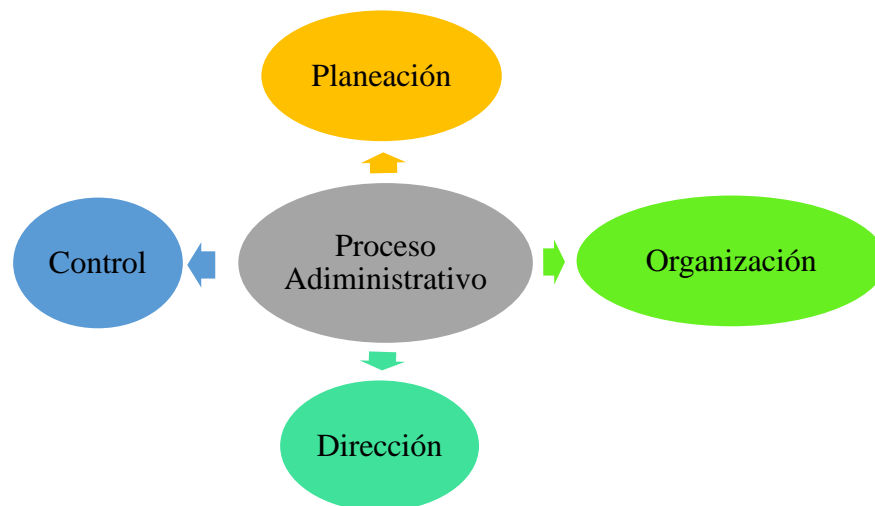 Planeación
Control
Proceso
Adiministrativo
Organización
Dirección